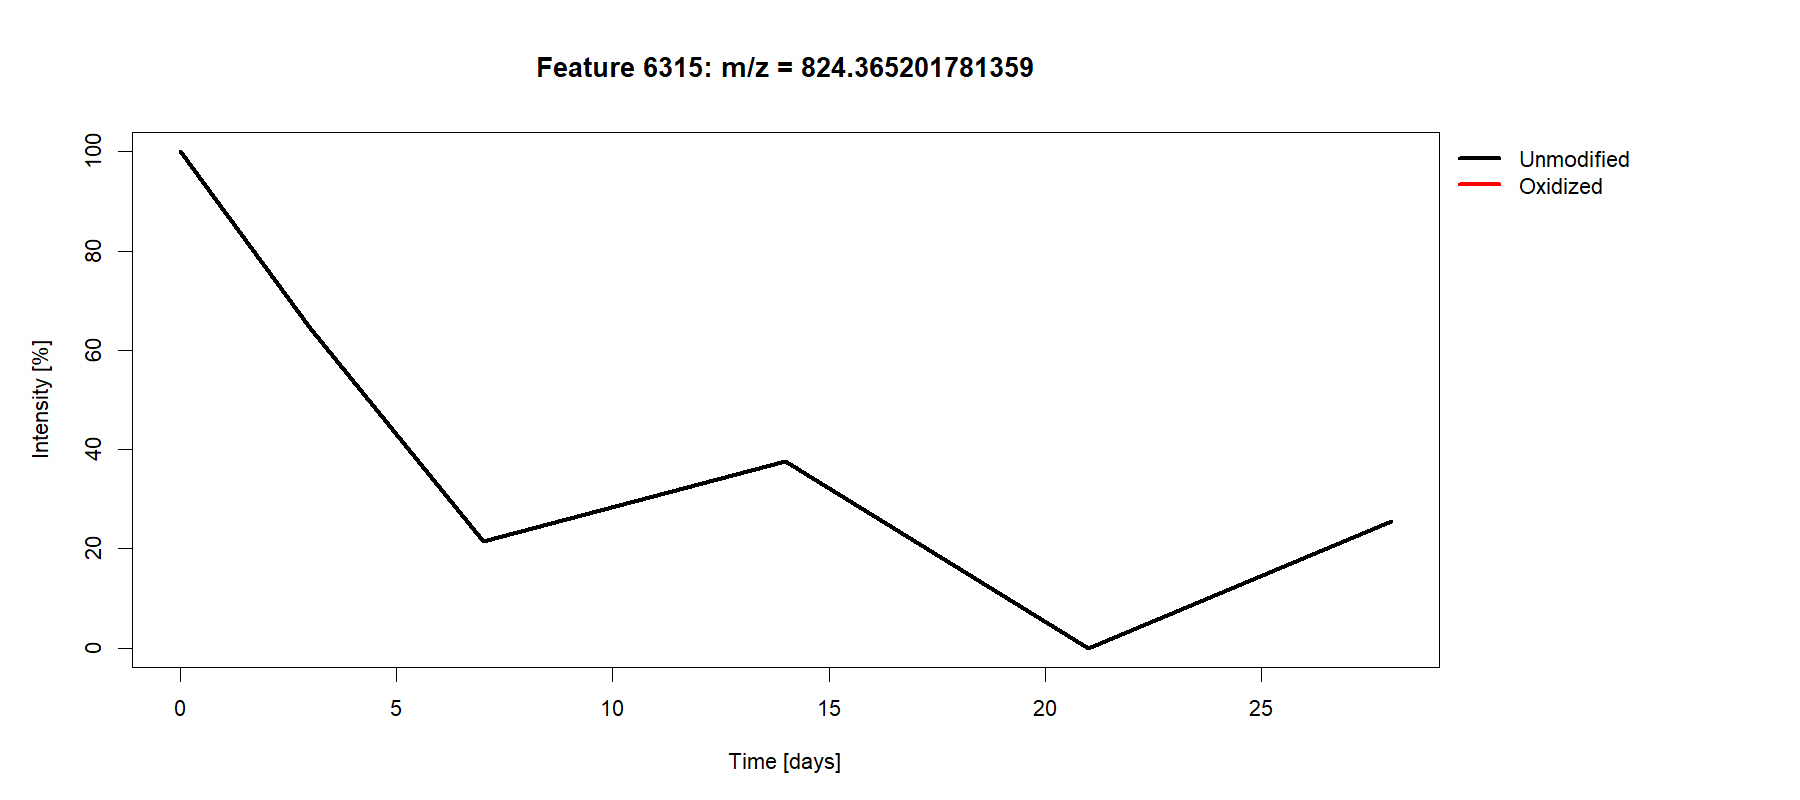 Feature 6315: m/z = 824.365201781359
Unmodified
Oxidized
Intensity [%]
100
80
60
40
20
0
0 5 10 15 20 25
Time [days]